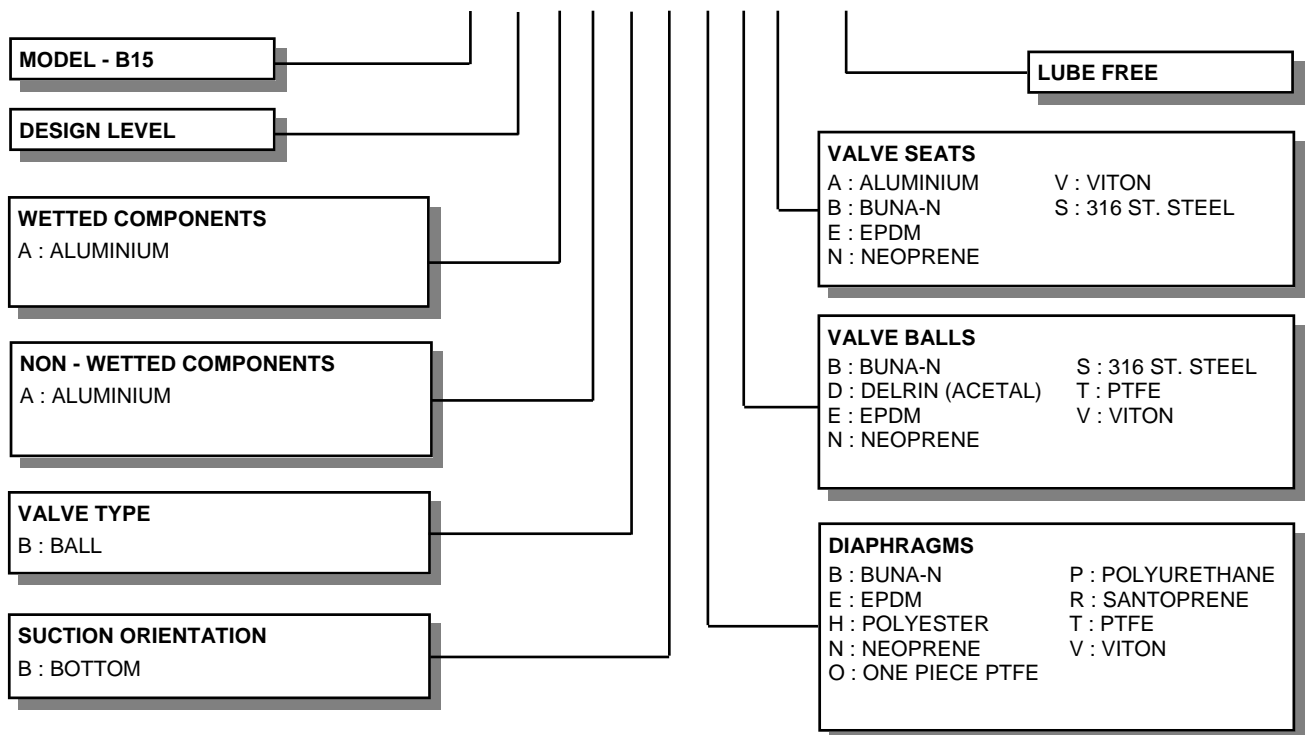 MODEL - B15
DESIGN LEVEL
WETTED COMPONENTS
A : ALUMINIUM
NON - WETTED COMPONENTS
A : ALUMINIUM
VALVE TYPE
B : BALL
SUCTION ORIENTATION
B : BOTTOM
LUBE FREE
VALVE SEATS
A : ALUMINIUM V : VITON
B : BUNA-N S : 316 ST. STEEL
E : EPDM
N : NEOPRENE
VALVE BALLS
B : BUNA-N S : 316 ST. STEEL
D : DELRIN (ACETAL) T : PTFE
E : EPDM V : VITON
N : NEOPRENE
DIAPHRAGMS
B : BUNA-N P : POLYURETHANE
E : EPDM R : SANTOPRENE
H : POLYESTER T : PTFE
N : NEOPRENE V : VITON
O : ONE PIECE PTFE